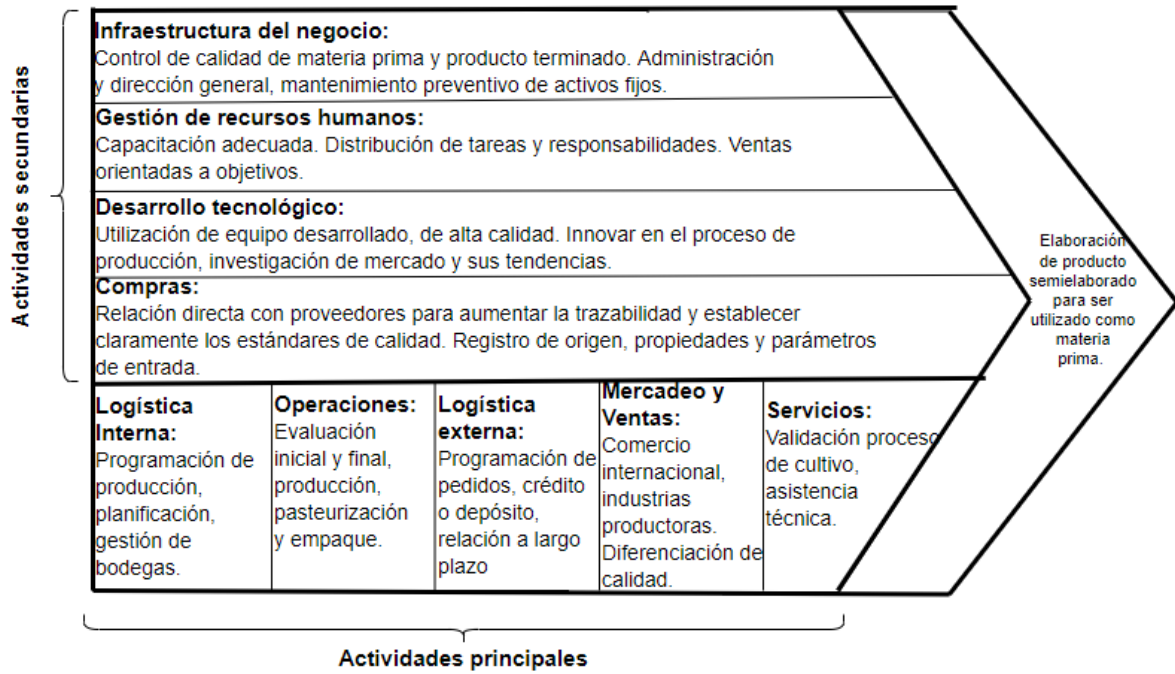 Actividades secundarias
Infraestructura del negocio:
Control de calidad de materia prima y producto terminado. Administración
y dirección general, mantenimiento preventivo de activos fijos.
Gestión de recursos humanos:
Capacitación adecuada. Distribución de tareas y responsabilidades. Ventas
orientadas a objetivos.
Desarrollo tecnológico:
Utilización de equipo desarrollado, de alta calidad. Innovar en el proceso de
producción, investigación de mercado y sus tendencias.
Compras:
Relación directa con proveedores para aumentar la trazabilidad y establecer
claramente los estándares de calidad. Registro de origen, propiedades y parámetros
de entrada.
Logística
Interna:
Programación de
producción,
planificación,
gestión de
bodegas.
Operaciones:
Evaluación
inicial y final,
producción,
pasteurización
y empaque.
Logística
externa:
Programación de
pedidos, crédito
o depósito,
relación a largo
plazo
Mercadeo y
Ventas:
Comercio
internacional,
industrias
productoras.
Diferenciación de
calidad.
Servicios:
Validación proceso
de cultivo,
asistencia
técnica.
Elaboración
de producto
semielaborado
para ser
utilizado como
materia
prima.
Actividades principales